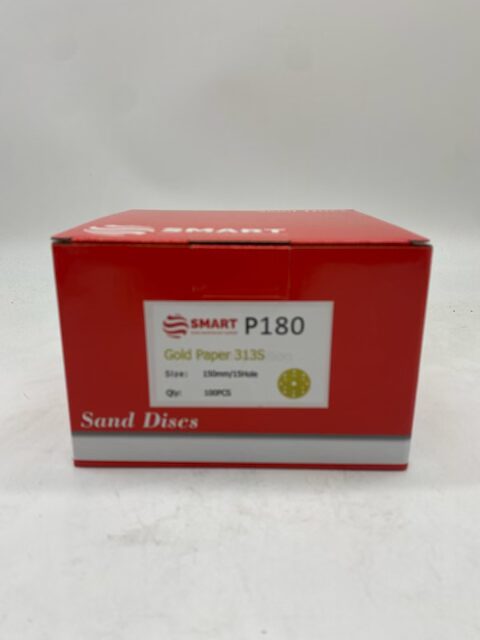 SMART
SMART P180
Gold Paper 313S
Size: 150mm/15Hole
Qty: 100PCS
Sand Discs